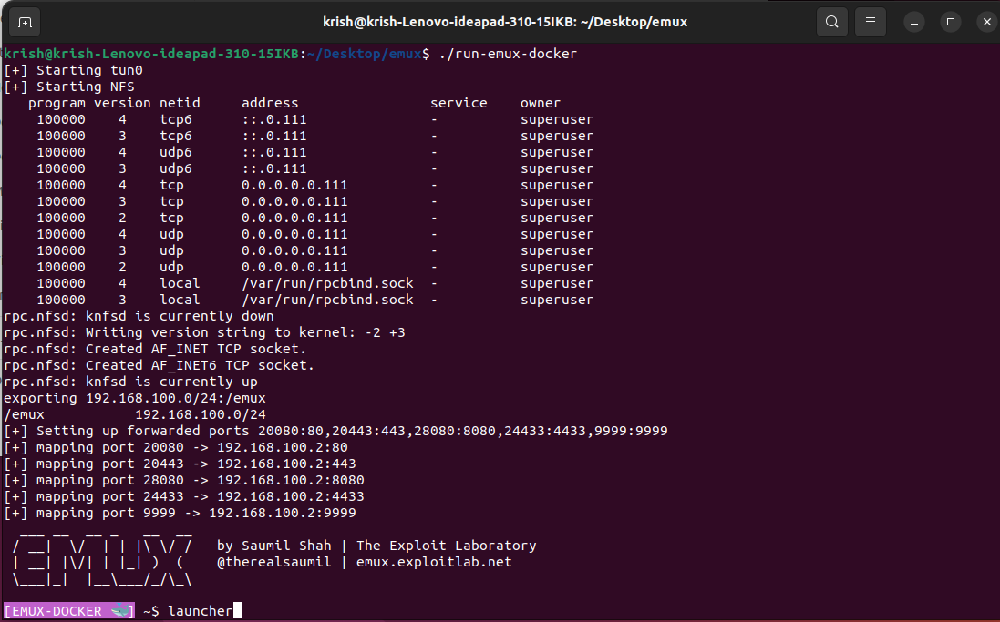 krish@krish-Lenovo-ideapad-310-15IKB: ~/Desktop/emux
krish@krish-Lenovo-ideapad-310-15IKB:~/Desktop/emux$ ./run-emux-docker
[+] Starting tun0
[+] Starting NFS
   program version netid     address                service    owner
    100000    4    tcp6      ::.0.111               -          superuser
    100000    3    tcp6      ::.0.111               -          superuser
    100000    4    udp6      ::.0.111               -          superuser
    100000    3    udp6      ::.0.111               -          superuser
    100000    4    tcp       0.0.0.0.0.111          -          superuser
    100000    3    tcp       0.0.0.0.0.111          -          superuser
    100000    2    tcp       0.0.0.0.0.111          -          superuser
    100000    4    udp       0.0.0.0.0.111          -          superuser
    100000    3    udp       0.0.0.0.0.111          -          superuser
    100000    2    udp       0.0.0.0.0.111          -          superuser
    100000    4    local     /var/run/rpcbind.sock  -          superuser
    100000    3    local     /var/run/rpcbind.sock  -          superuser
rpc.nfsd: knfsd is currently down
rpc.nfsd: Writing version string to kernel: -2 +3
rpc.nfsd: Created AF_INET TCP socket.
rpc.nfsd: Created AF_INET6 TCP socket.
rpc.nfsd: knfsd is currently up
exporting 192.168.100.0/24:/emux
/emux           192.168.100.0/24
[+] Setting up forwarded ports 20080:80,20443:443,28080:8080,24433:4433,9999:9999
[+] mapping port 20080 -> 192.168.100.2:80
[+] mapping port 20443 -> 192.168.100.2:443
[+] mapping port 28080 -> 192.168.100.2:8080
[+] mapping port 24433 -> 192.168.100.2:4433
[+] mapping port 9999 -> 192.168.100.2:9999
EMUX
by Saumil Shah | The Exploit Laboratory
@therealsaumil | emux.exploitlab.net
[EMUX-DOCKER 🐳] ~$ launcher